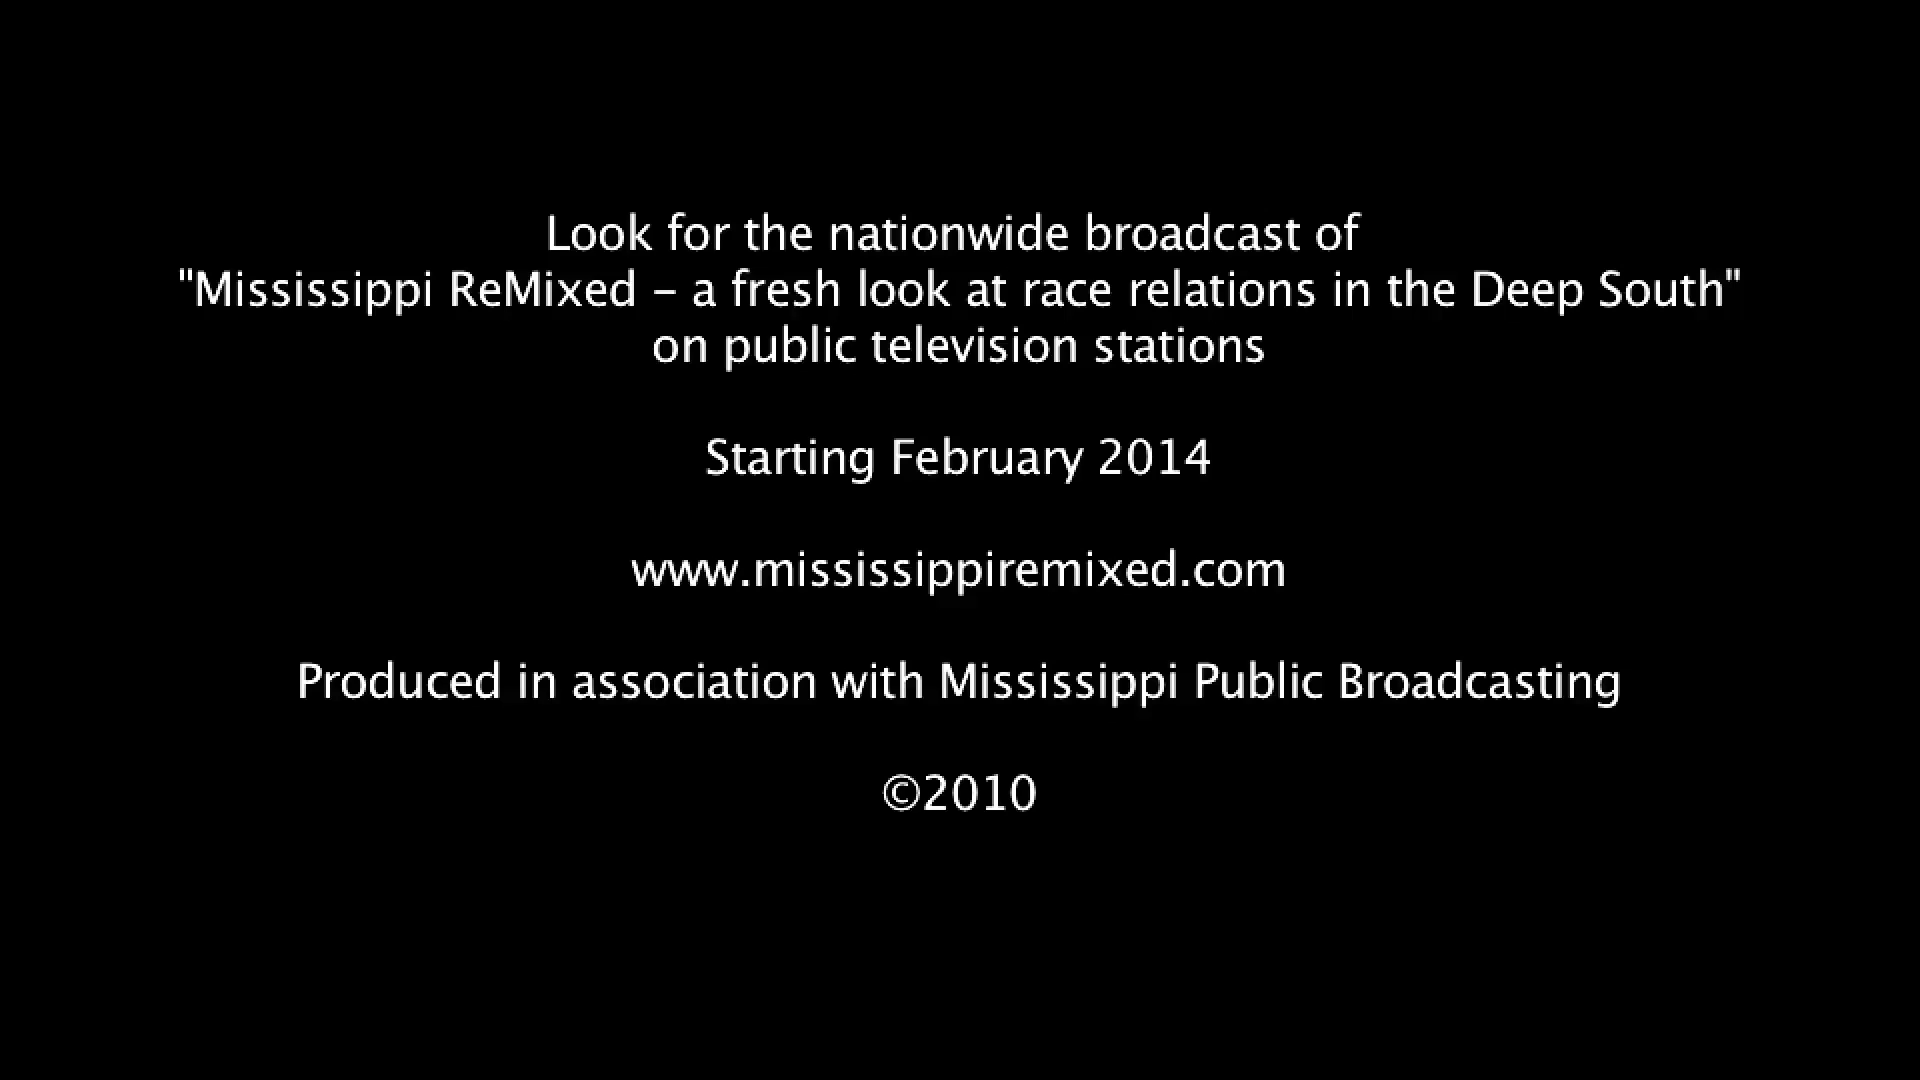 Look for the nationwide broadcast of
"Mississippi ReMixed - a fresh look at race relations in the Deep South"
on public television stations
Starting February 2014
www.mississippiremixed.com
Produced in association with Mississippi Public Broadcasting
©2010